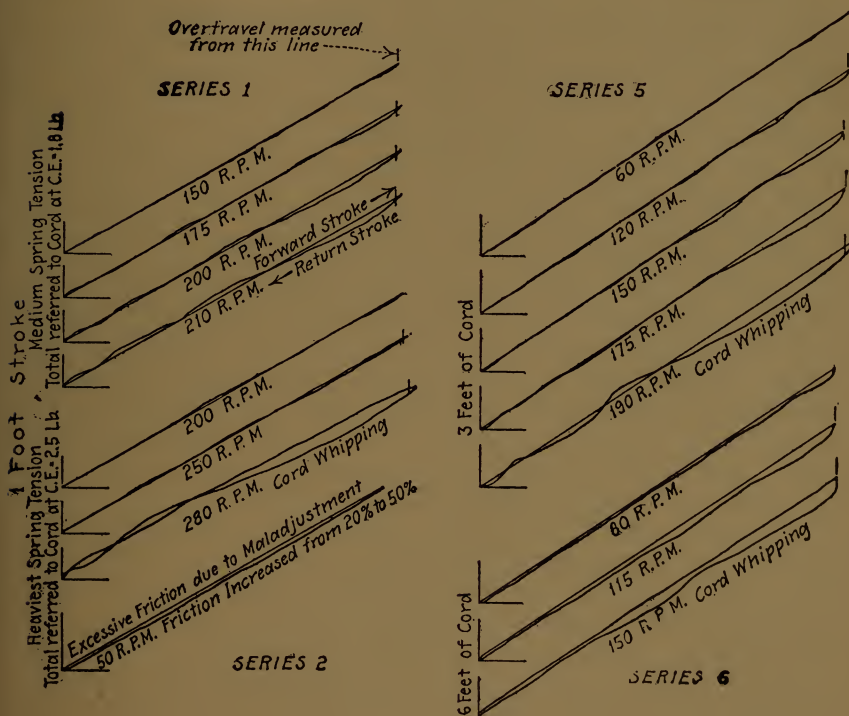 Overtravel measured
from this line
SERIES 1
1 Foot Stroke
Medium Spring Tension
Total referred to Cord at C.E.=1.8 Lb
150 R.P.M.
175 R.P.M.
200 R.P.M.
Forward Stroke
210 R.P.M.
Return Stroke
Heaviest Spring Tension
Total referred to Cord at C.E.=2.5 Lb
200 R.P.M.
250 R.P.M
280 R.P.M. Cord Whipping
Excessive Friction due to Maladjustment
50 R.P.M. Friction Increased from 20% to 50%
SERIES 2
SERIES 5
3 Feet of Cord
60 R.P.M.
120 R.P.M.
150 R.P.M.
175 R.P.M.
190 R.P.M. Cord Whipping
6 Feet of Cord
60 R.P.M.
115 R.P.M.
150 R P M. Cord Whipping
SERIES 6